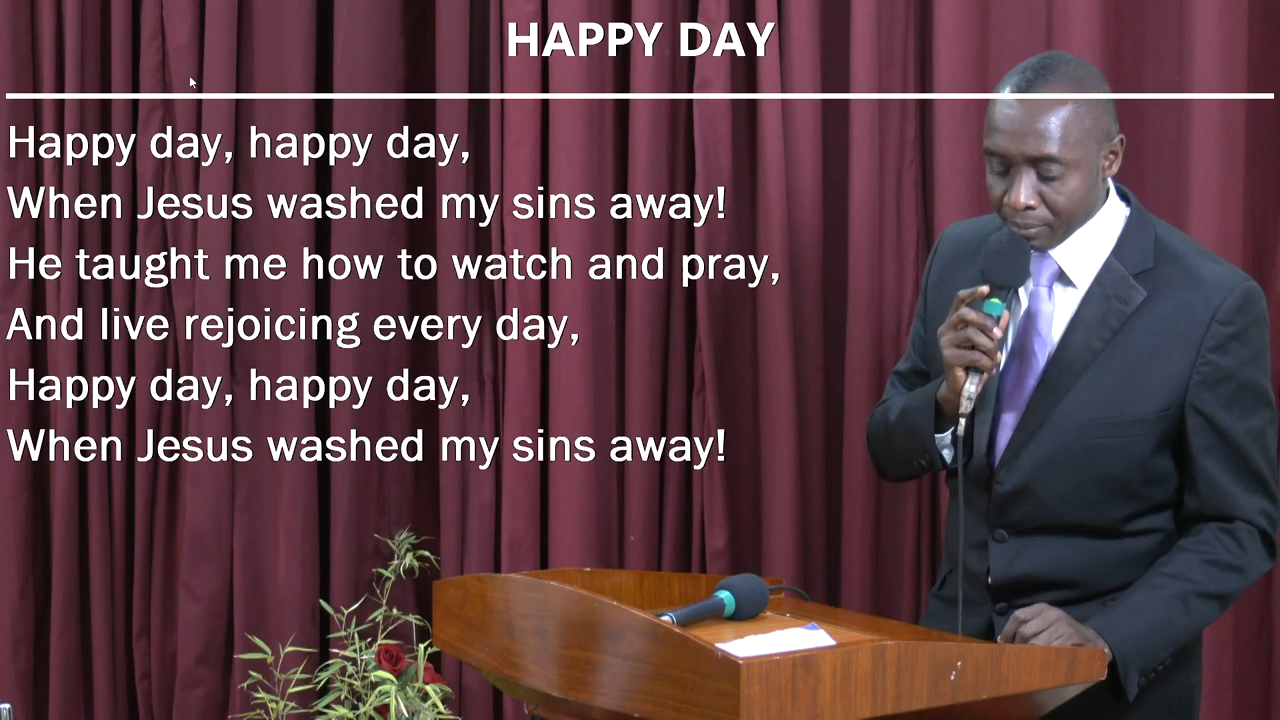 HAPPY DAY
Happy day, happy day,
When Jesus washed my sins away!
He taught me how to watch and pray,
And live rejoicing every day,
Happy day, happy day,
When Jesus washed my sins away!